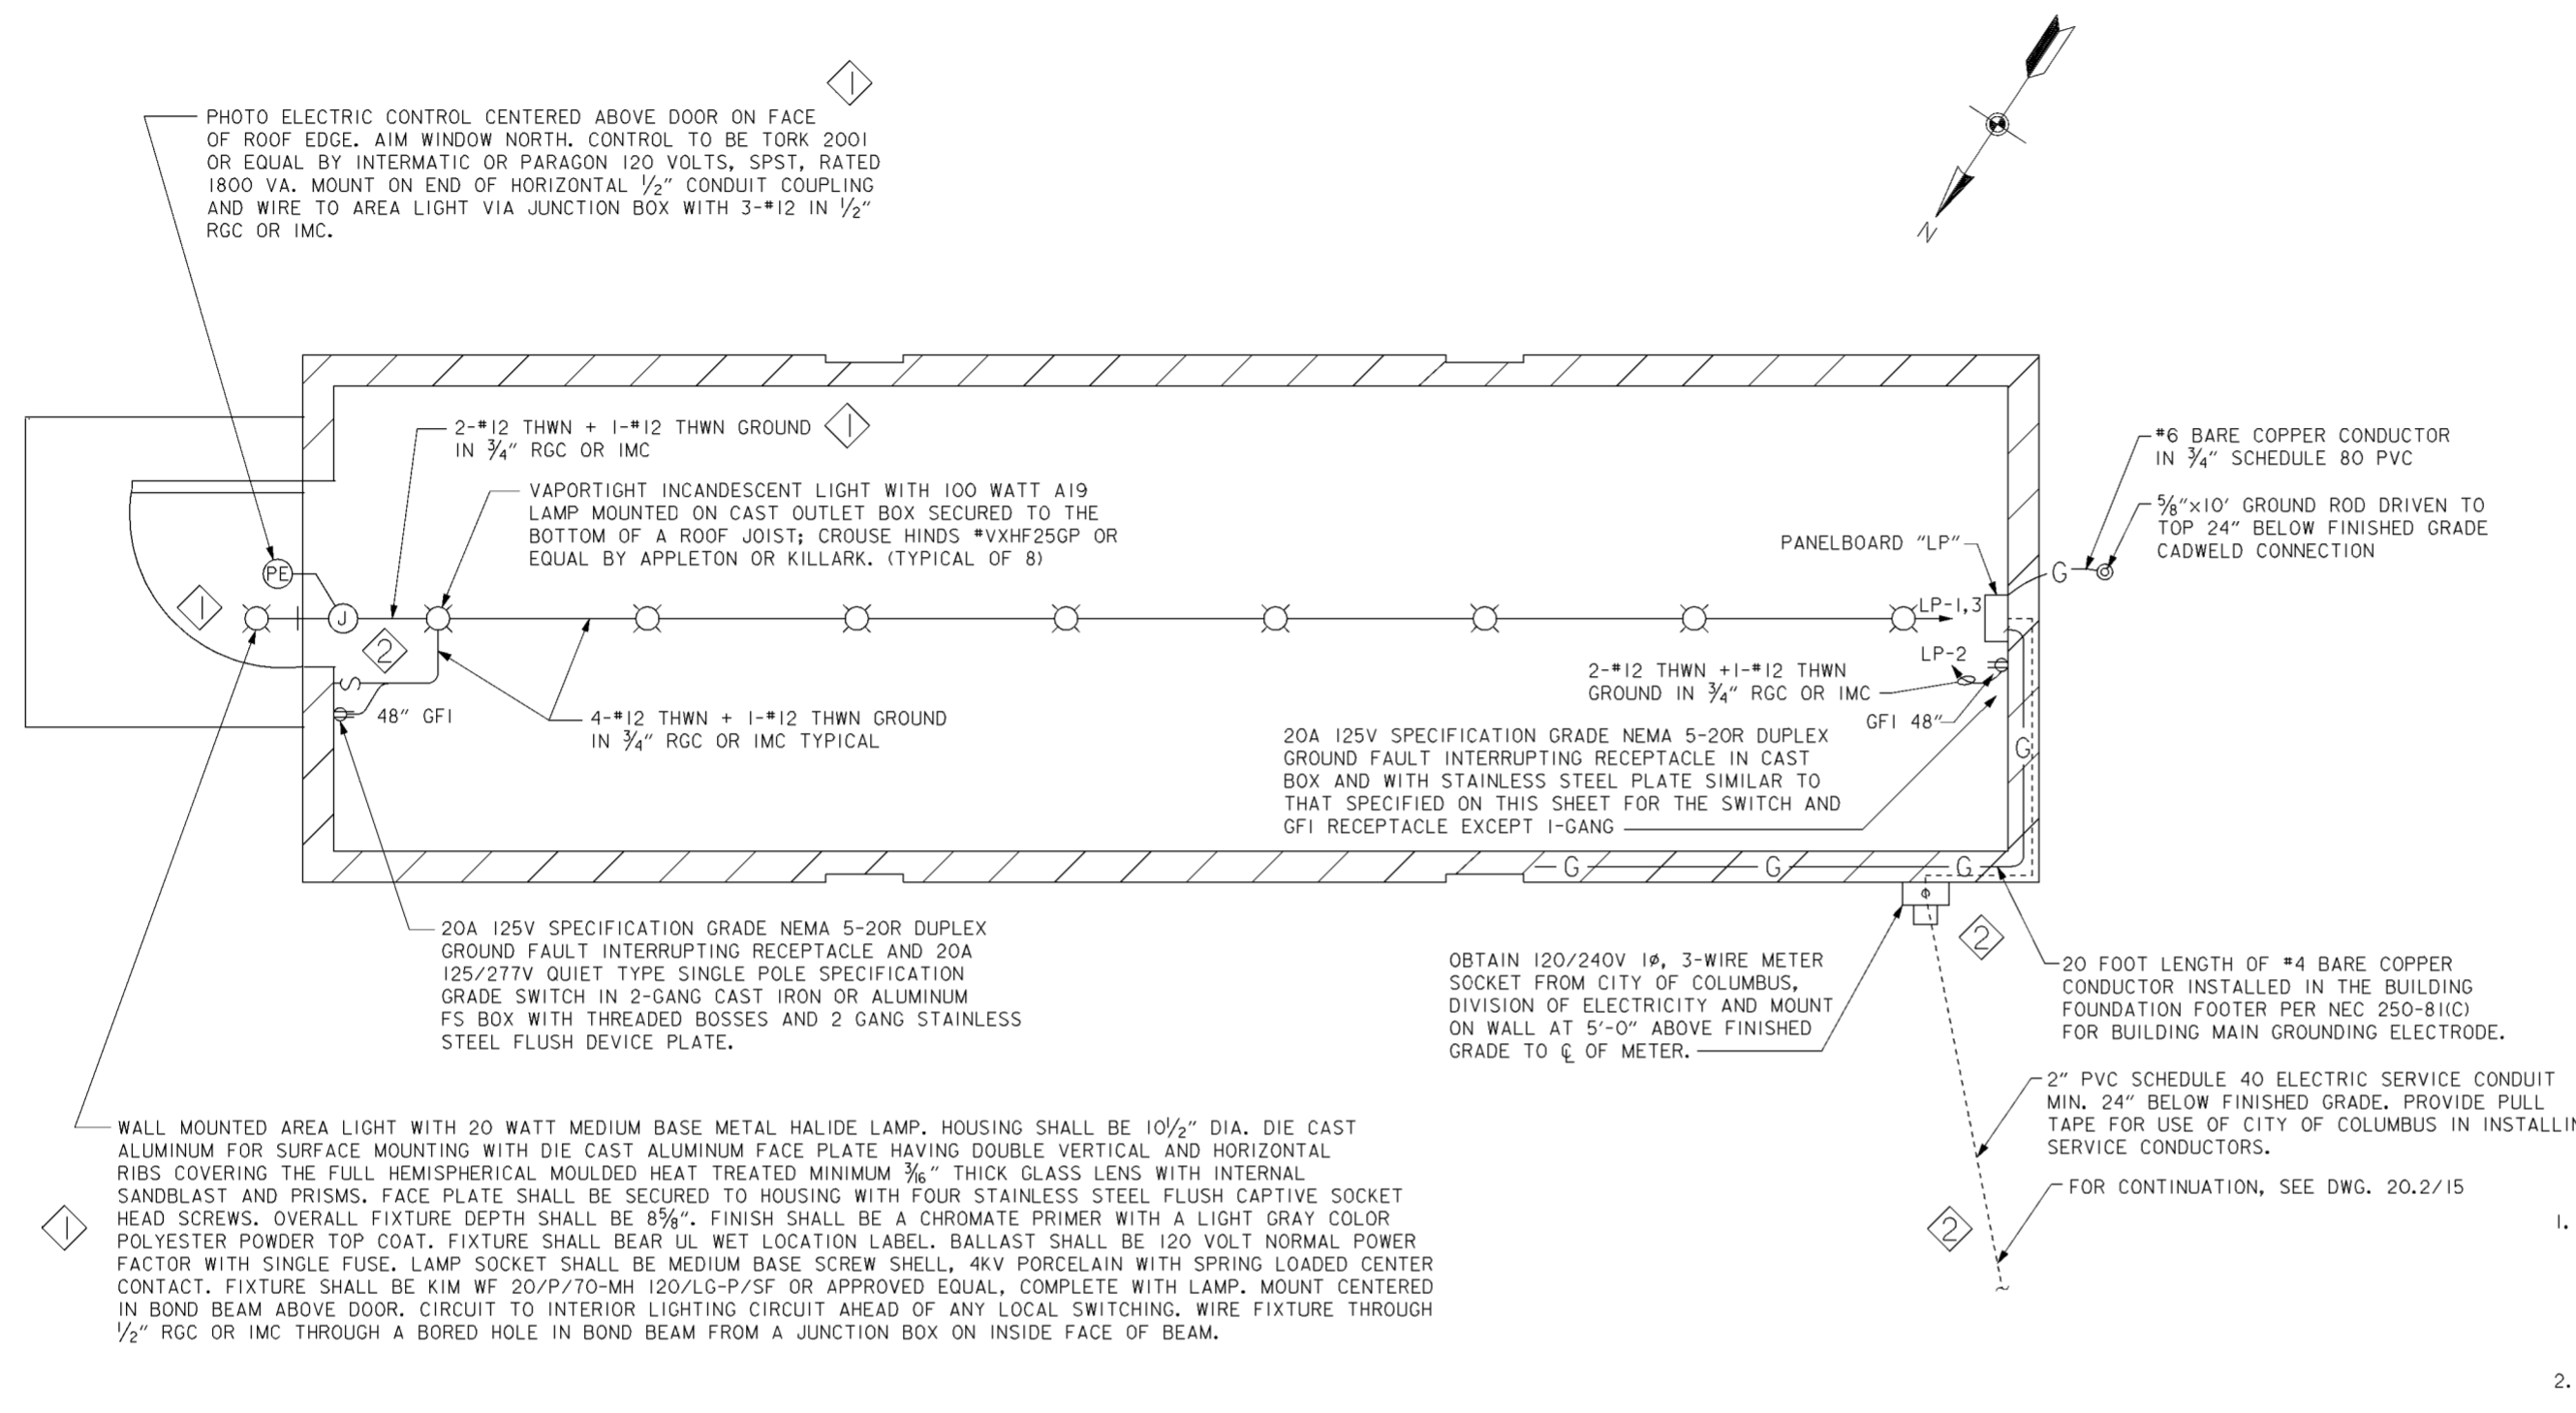 1
PHOTO ELECTRIC CONTROL CENTERED ABOVE DOOR ON FACE
OF ROOF EDGE. AIM WINDOW NORTH. CONTROL TO BE TORK 2001
OR EQUAL BY INTERMATIC OR PARAGON 120 VOLTS, SPST, RATED
1800 VA. MOUNT ON END OF HORIZONTAL 1/2" CONDUIT COUPLING
AND WIRE TO AREA LIGHT VIA JUNCTION BOX WITH 3-#12 IN 1/2"
RGC OR IMC.
N
2-#12 THWN + 1-#12 THWN GROUND
IN 3/4" RGC OR IMC
1
VAPORTIGHT INCANDESCENT LIGHT WITH 100 WATT A19
LAMP MOUNTED ON CAST OUTLET BOX SECURED TO THE
BOTTOM OF A ROOF JOIST; CROUSE HINDS #VXHF25GP OR
EQUAL BY APPLETON OR KILLARK. (TYPICAL OF 8)
#6 BARE COPPER CONDUCTOR
IN 3/4" SCHEDULE 80 PVC
5/8"x10' GROUND ROD DRIVEN TO
TOP 24" BELOW FINISHED GRADE
CADWELD CONNECTION
PANELBOARD "LP"
G
PE
1
J
2
LP-1,3
LP-2
S
48" GFI
4-#12 THWN + 1-#12 THWN GROUND
IN 3/4" RGC OR IMC TYPICAL
2-#12 THWN +1-#12 THWN
GROUND IN 3/4" RGC OR IMC
GFI 48"
20A 125V SPECIFICATION GRADE NEMA 5-20R DUPLEX
GROUND FAULT INTERRUPTING RECEPTACLE IN CAST
BOX AND WITH STAINLESS STEEL PLATE SIMILAR TO
THAT SPECIFIED ON THIS SHEET FOR THE SWITCH AND
GFI RECEPTACLE EXCEPT 1-GANG
G
G G G
20A 125V SPECIFICATION GRADE NEMA 5-20R DUPLEX
GROUND FAULT INTERRUPTING RECEPTACLE AND 20A
125/277V QUIET TYPE SINGLE POLE SPECIFICATION
GRADE SWITCH IN 2-GANG CAST IRON OR ALUMINUM
FS BOX WITH THREADED BOSSES AND 2 GANG STAINLESS
STEEL FLUSH DEVICE PLATE.
OBTAIN 120/240V 1ø, 3-WIRE METER
SOCKET FROM CITY OF COLUMBUS,
DIVISION OF ELECTRICITY AND MOUNT
ON WALL AT 5'-0" ABOVE FINISHED
GRADE TO ℄ OF METER.
2
20 FOOT LENGTH OF #4 BARE COPPER
CONDUCTOR INSTALLED IN THE BUILDING
FOUNDATION FOOTER PER NEC 250-81(C)
FOR BUILDING MAIN GROUNDING ELECTRODE.
2" PVC SCHEDULE 40 ELECTRIC SERVICE CONDUIT
MIN. 24" BELOW FINISHED GRADE. PROVIDE PULL
TAPE FOR USE OF CITY OF COLUMBUS IN INSTALLIN
SERVICE CONDUCTORS.
FOR CONTINUATION, SEE DWG. 20.2/15
2
1
WALL MOUNTED AREA LIGHT WITH 20 WATT MEDIUM BASE METAL HALIDE LAMP. HOUSING SHALL BE 10 1/2" DIA. DIE CAST
ALUMINUM FOR SURFACE MOUNTING WITH DIE CAST ALUMINUM FACE PLATE HAVING DOUBLE VERTICAL AND HORIZONTAL
RIBS COVERING THE FULL HEMISPHERICAL MOULDED HEAT TREATED MINIMUM 3/16" THICK GLASS LENS WITH INTERNAL
SANDBLAST AND PRISMS. FACE PLATE SHALL BE SECURED TO HOUSING WITH FOUR STAINLESS STEEL FLUSH CAPTIVE SOCKET
HEAD SCREWS. OVERALL FIXTURE DEPTH SHALL BE 8 5/8". FINISH SHALL BE A CHROMATE PRIMER WITH A LIGHT GRAY COLOR
POLYESTER POWDER TOP COAT. FIXTURE SHALL BEAR UL WET LOCATION LABEL. BALLAST SHALL BE 120 VOLT NORMAL POWER
FACTOR WITH SINGLE FUSE. LAMP SOCKET SHALL BE MEDIUM BASE SCREW SHELL, 4KV PORCELAIN WITH SPRING LOADED CENTER
CONTACT. FIXTURE SHALL BE KIM WF 20/P/70-MH 120/LG-P/SF OR APPROVED EQUAL, COMPLETE WITH LAMP. MOUNT CENTERED
IN BOND BEAM ABOVE DOOR. CIRCUIT TO INTERIOR LIGHTING CIRCUIT AHEAD OF ANY LOCAL SWITCHING. WIRE FIXTURE THROUGH
1/2" RGC OR IMC THROUGH A BORED HOLE IN BOND BEAM FROM A JUNCTION BOX ON INSIDE FACE OF BEAM.
1.
2.